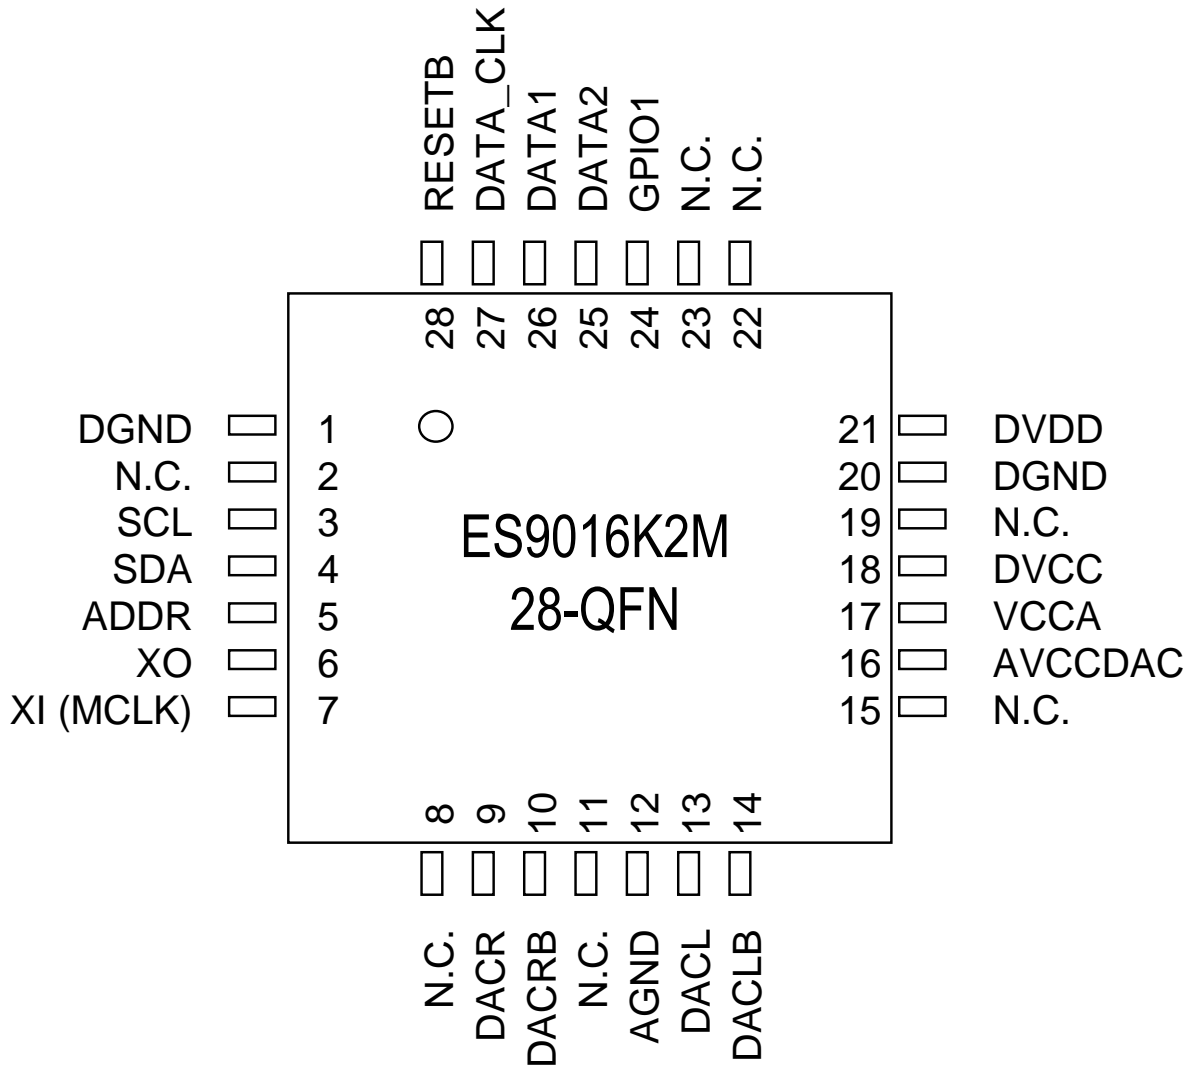 RESETB
DATA_CLK
DATA1
DATA2
GPIO1
N.C.
N.C.
28
27
26
25
24
23
22
DGND 1
N.C. 2
SCL 3
SDA 4
ADDR 5
XO 6
XI (MCLK) 7
ES9016K2M
28-QFN
21 DVDD
20 DGND
19 N.C.
18 DVCC
17 VCCA
16 AVCCDAC
15 N.C.
8
9
10
11
12
13
14
N.C.
DACR
DACRB
N.C.
AGND
DACL
DACLB